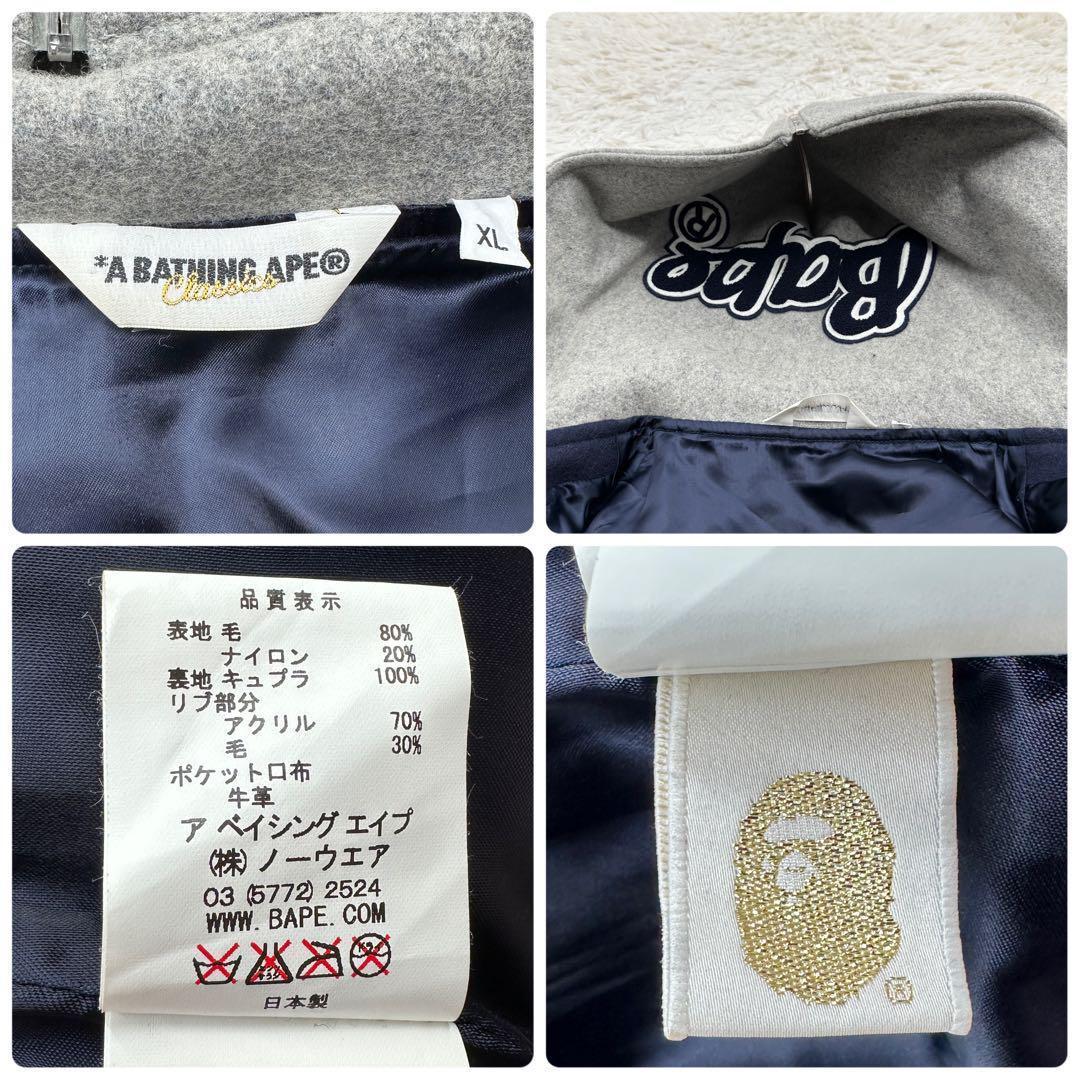 *A BATHING APE®
Classics
XL
Bape
®
品質表示
表地 毛 80%
ナイロン 20%
裏地 キュプラ 100%
リブ部分
アクリル 70%
毛 30%
ポケット口布
牛革
ア ベイシング エイプ
(株) ノーウエア
03 (5772) 2524
WWW. BAPE. COM
日本製